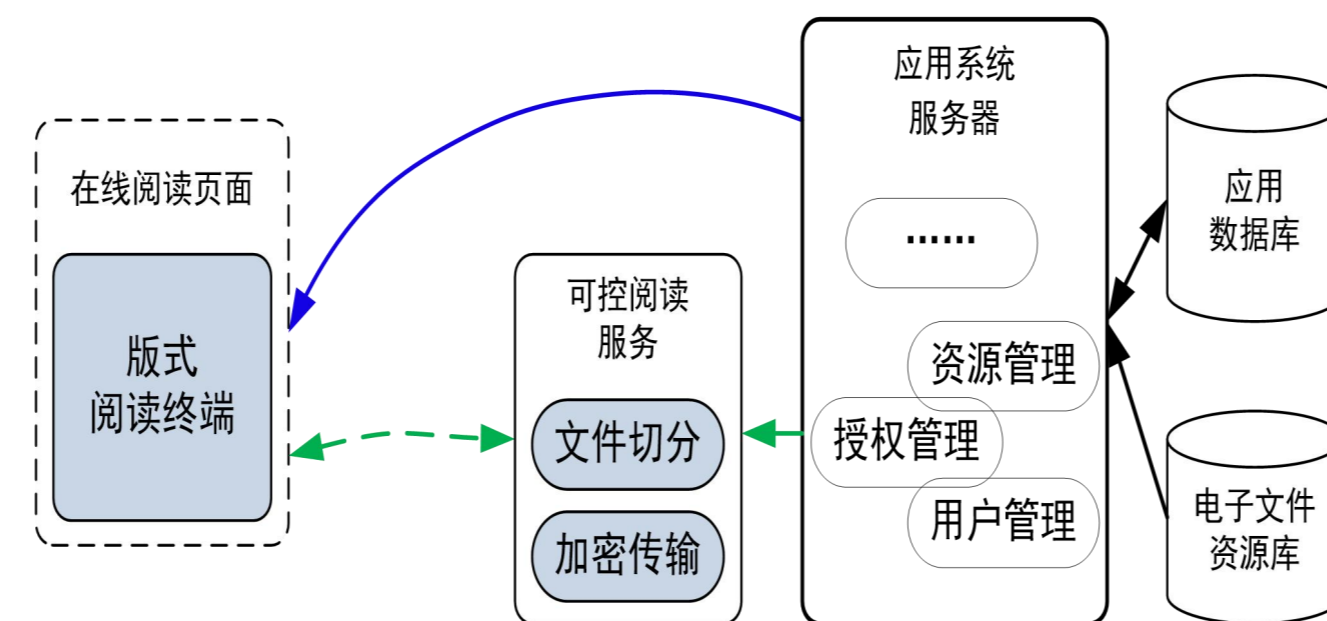 在线阅读页面
版式
阅读终端
可控阅读
服务
文件切分
加密传输
应用系统
服务器
......
资源管理
授权管理
用户管理
应用
数据库
电子文件
资源库